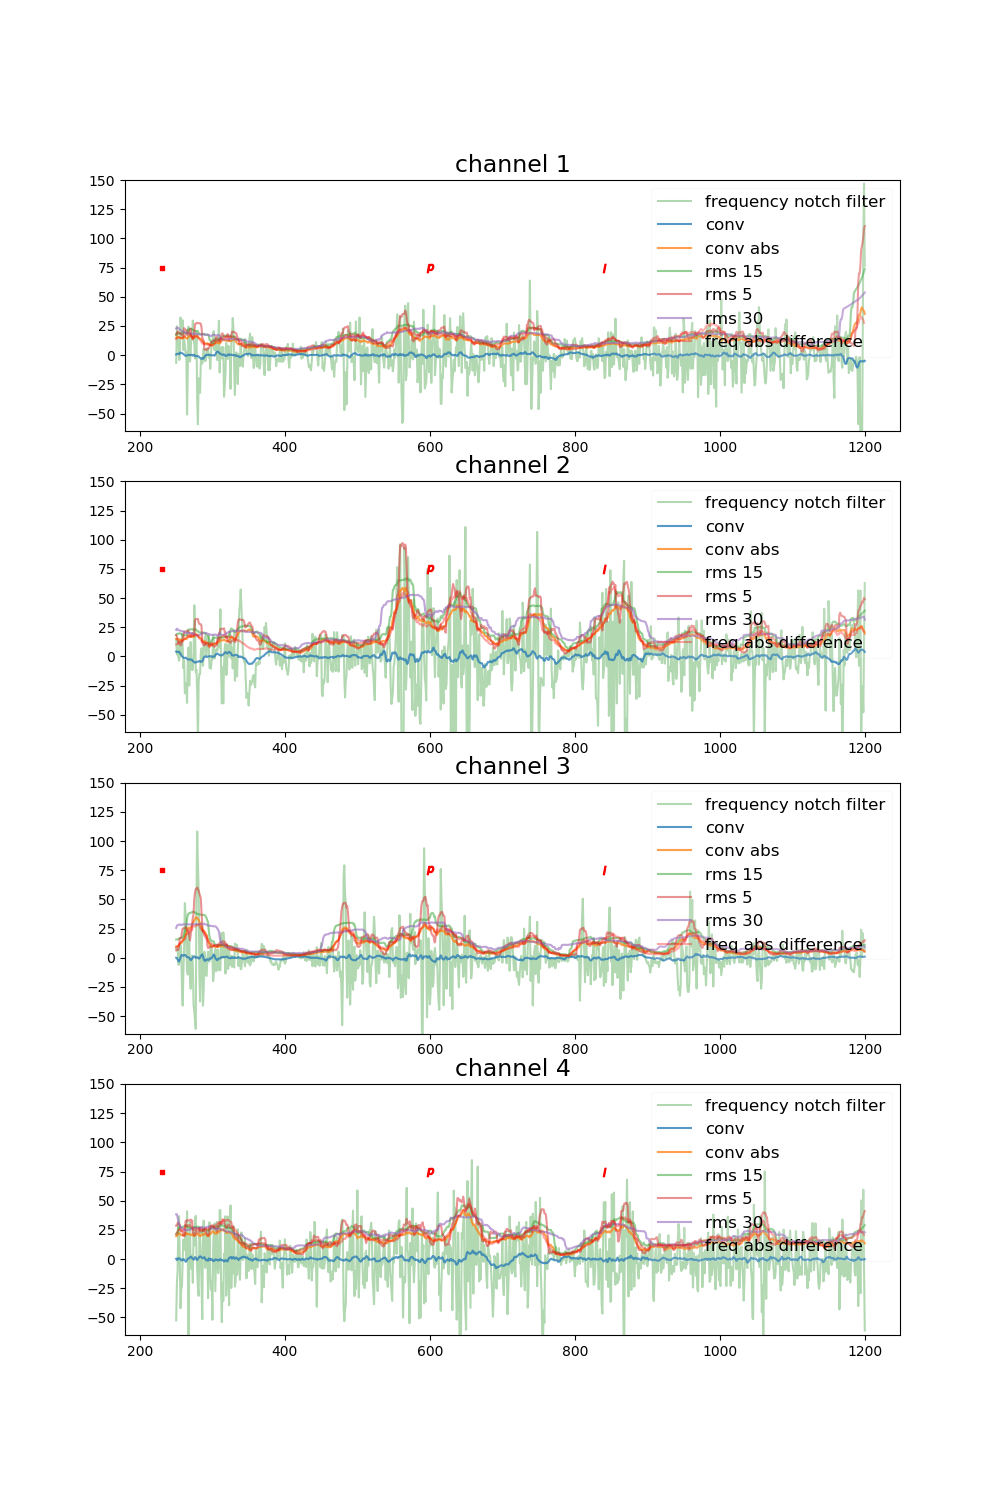 channel 1
150
125
100
75
50
25
0
−25
−50
p l
frequency notch filter
conv
conv abs
rms 15
rms 5
rms 30
freq abs difference
200 400 600 800 1000 1200
channel 2
150
125
100
75
50
25
0
−25
−50
p l
frequency notch filter
conv
conv abs
rms 15
rms 5
rms 30
freq abs difference
200 400 600 800 1000 1200
channel 3
150
125
100
75
50
25
0
−25
−50
p l
frequency notch filter
conv
conv abs
rms 15
rms 5
rms 30
freq abs difference
200 400 600 800 1000 1200
channel 4
150
125
100
75
50
25
0
−25
−50
p l
frequency notch filter
conv
conv abs
rms 15
rms 5
rms 30
freq abs difference
200 400 600 800 1000 1200